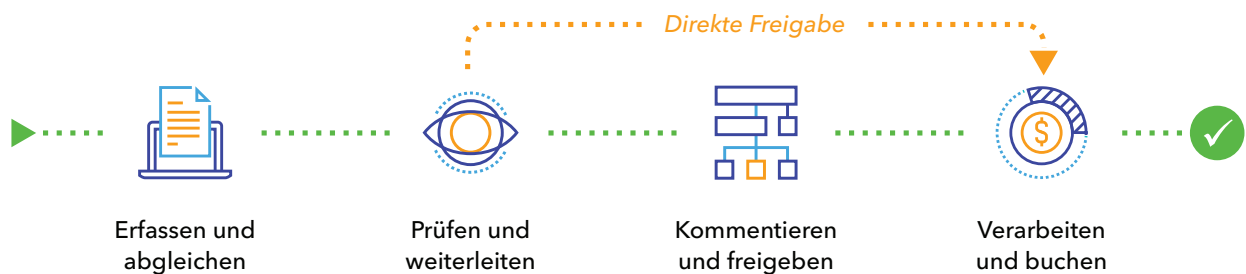 Direkte Freigabe
$
Erfassen und
abgleichen
Prüfen und
weiterleiten
Kommentieren
und freigeben
Verarbeiten
und buchen